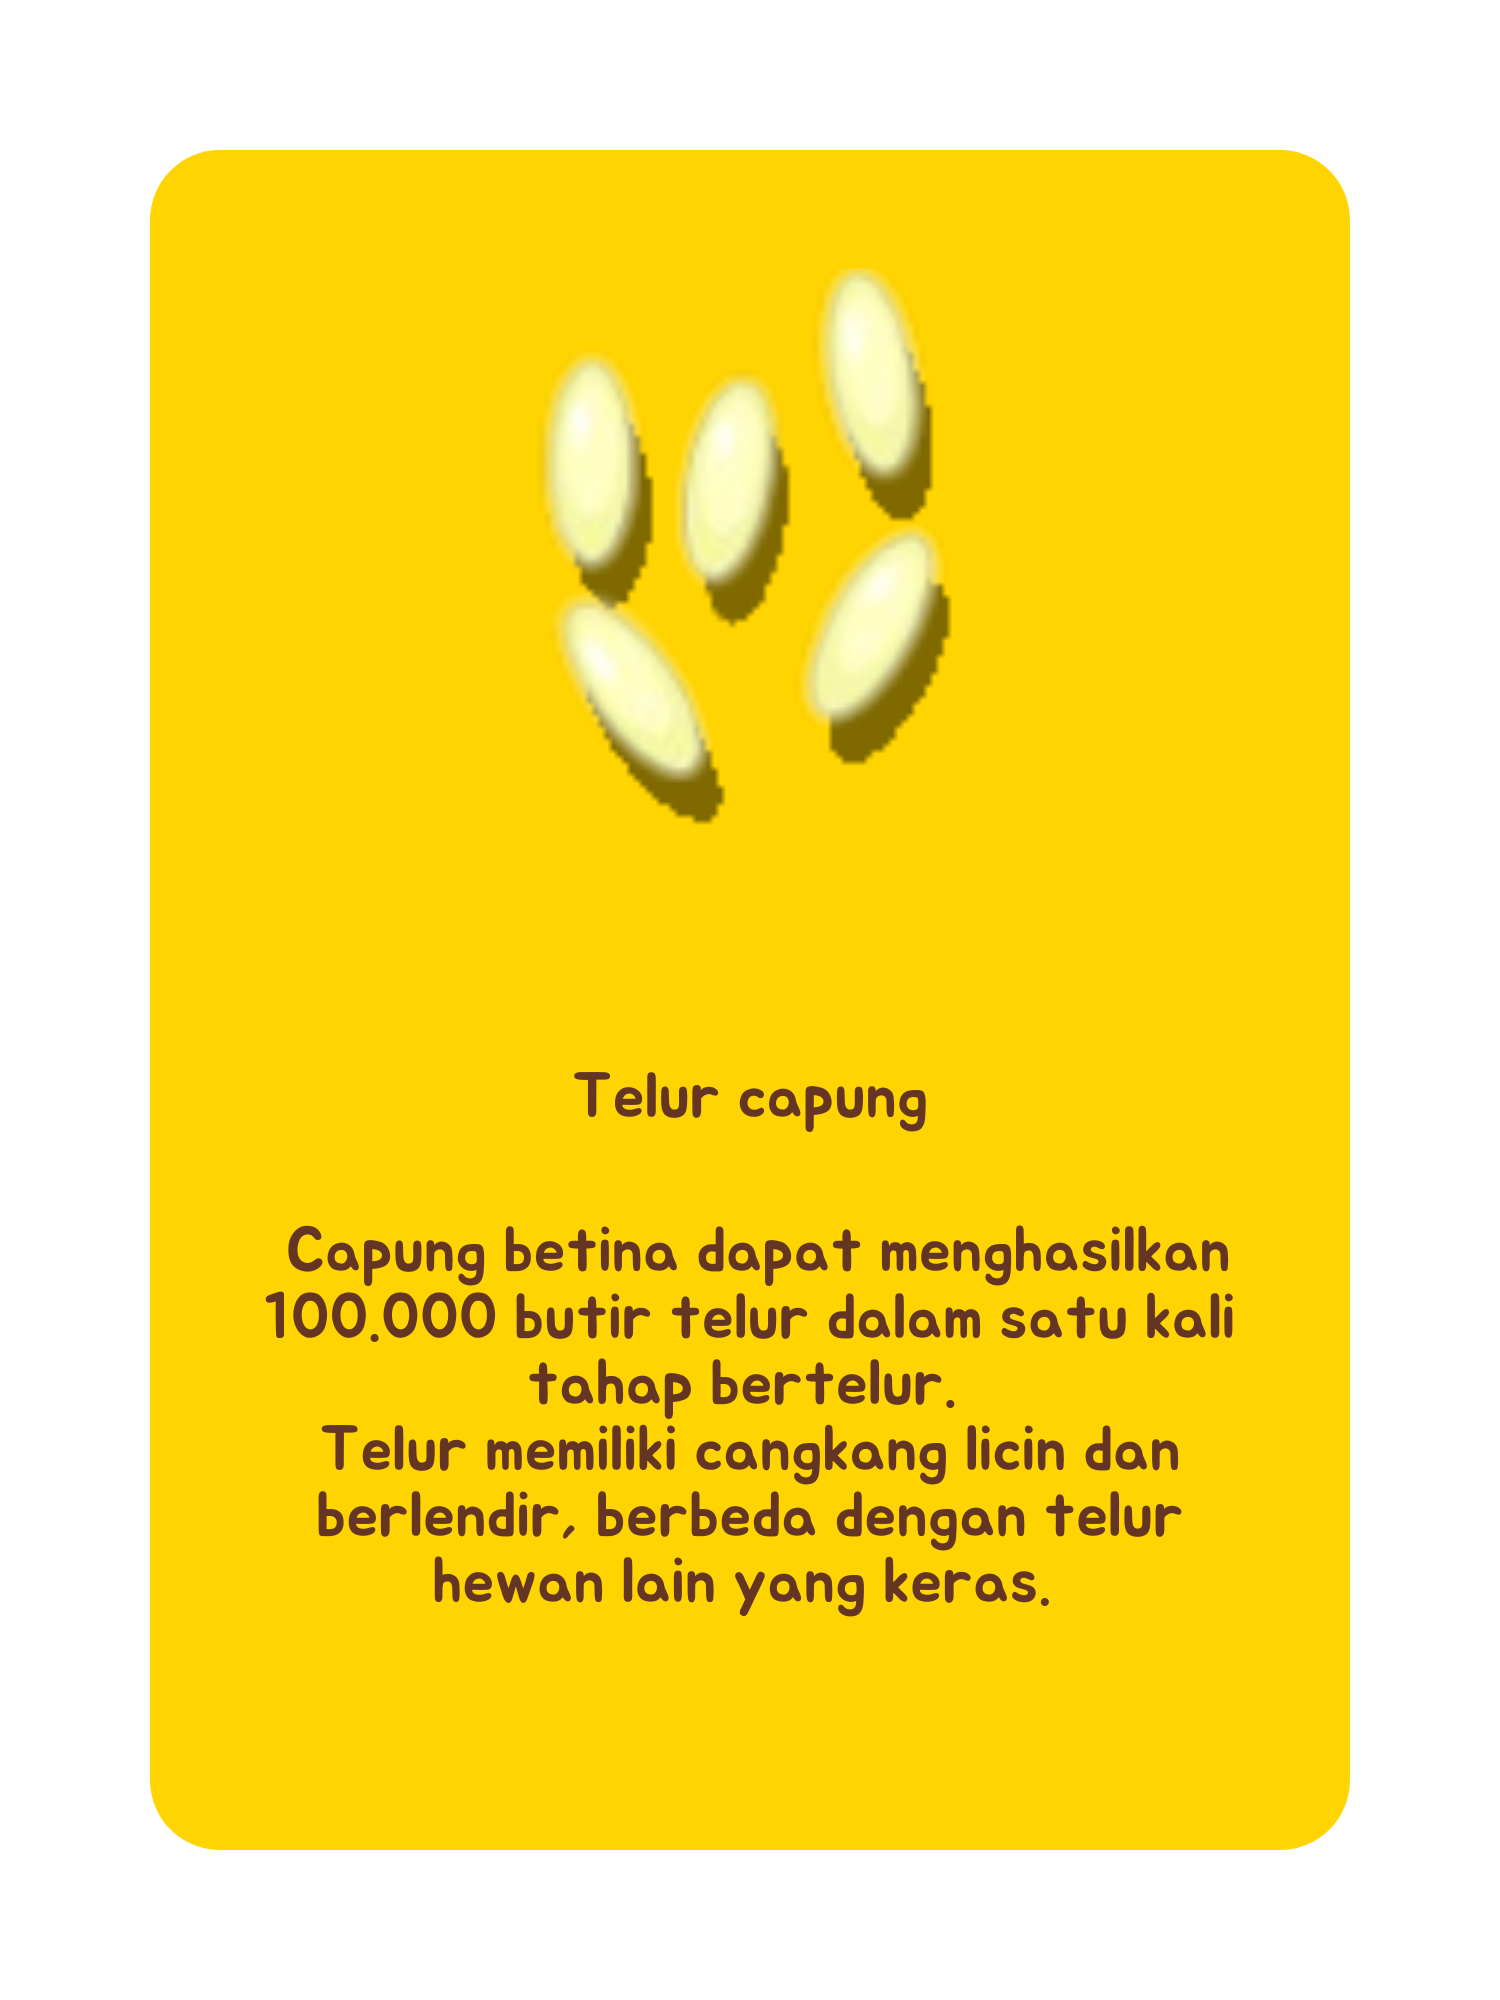 Telur capung
Capung betina dapat menghasilkan
100.000 butir telur dalam satu kali
tahap bertelur.
Telur memiliki cangkang licin dan
berlendir, berbeda dengan telur
hewan lain yang keras.